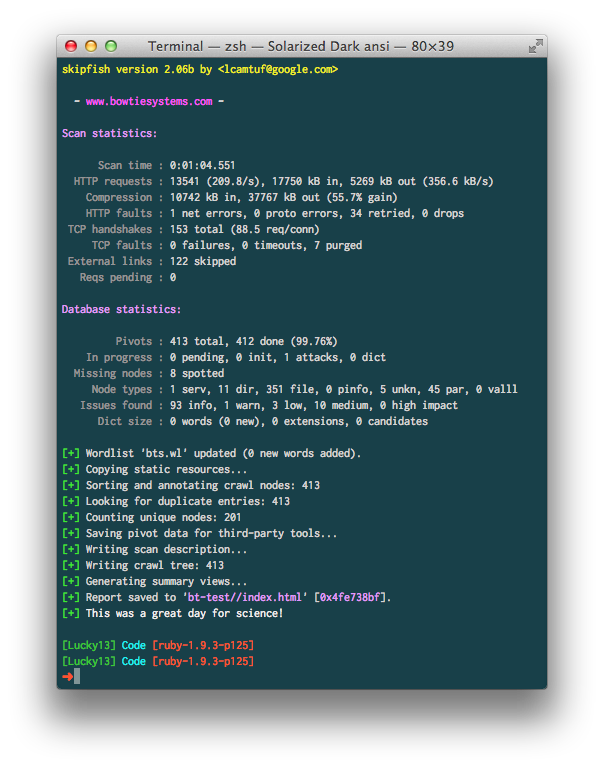 Terminal — zsh — Solarized Dark ansi — 80×39
skipfish version 2.06b by <lcamtuf@google.com>
- www.bowtiesystems.com -
Scan statistics:
Scan time : 0:01:04.551
HTTP requests : 13541 (209.8/s), 17750 kB in, 5269 kB out (356.6 kB/s)
Compression : 10742 kB in, 37767 kB out (55.7% gain)
HTTP faults : 1 net errors, 0 proto errors, 34 retried, 0 drops
TCP handshakes : 153 total (88.5 req/conn)
TCP faults : 0 failures, 0 timeouts, 7 purged
External links : 122 skipped
Reqs pending : 0
Database statistics:
Pivots : 413 total, 412 done (99.76%)
In progress : 0 pending, 0 init, 1 attacks, 0 dict
Missing nodes : 8 spotted
Node types : 1 serv, 11 dir, 351 file, 0 pinfo, 5 unkn, 45 par, 0 valll
Issues found : 93 info, 1 warn, 3 low, 10 medium, 0 high impact
Dict size : 0 words (0 new), 0 extensions, 0 candidates
[+] Wordlist 'bts.wl' updated (0 new words added).
[+] Copying static resources...
[+] Sorting and annotating crawl nodes: 413
[+] Looking for duplicate entries: 413
[+] Counting unique nodes: 201
[+] Saving pivot data for third-party tools...
[+] Writing scan description...
[+] Writing crawl tree: 413
[+] Generating summary views...
[+] Report saved to 'bt-test//index.html' [0x4fe738bf].
[+] This was a great day for science!
[Lucky13] Code [ruby-1.9.3-p125]
[Lucky13] Code [ruby-1.9.3-p125]
➜